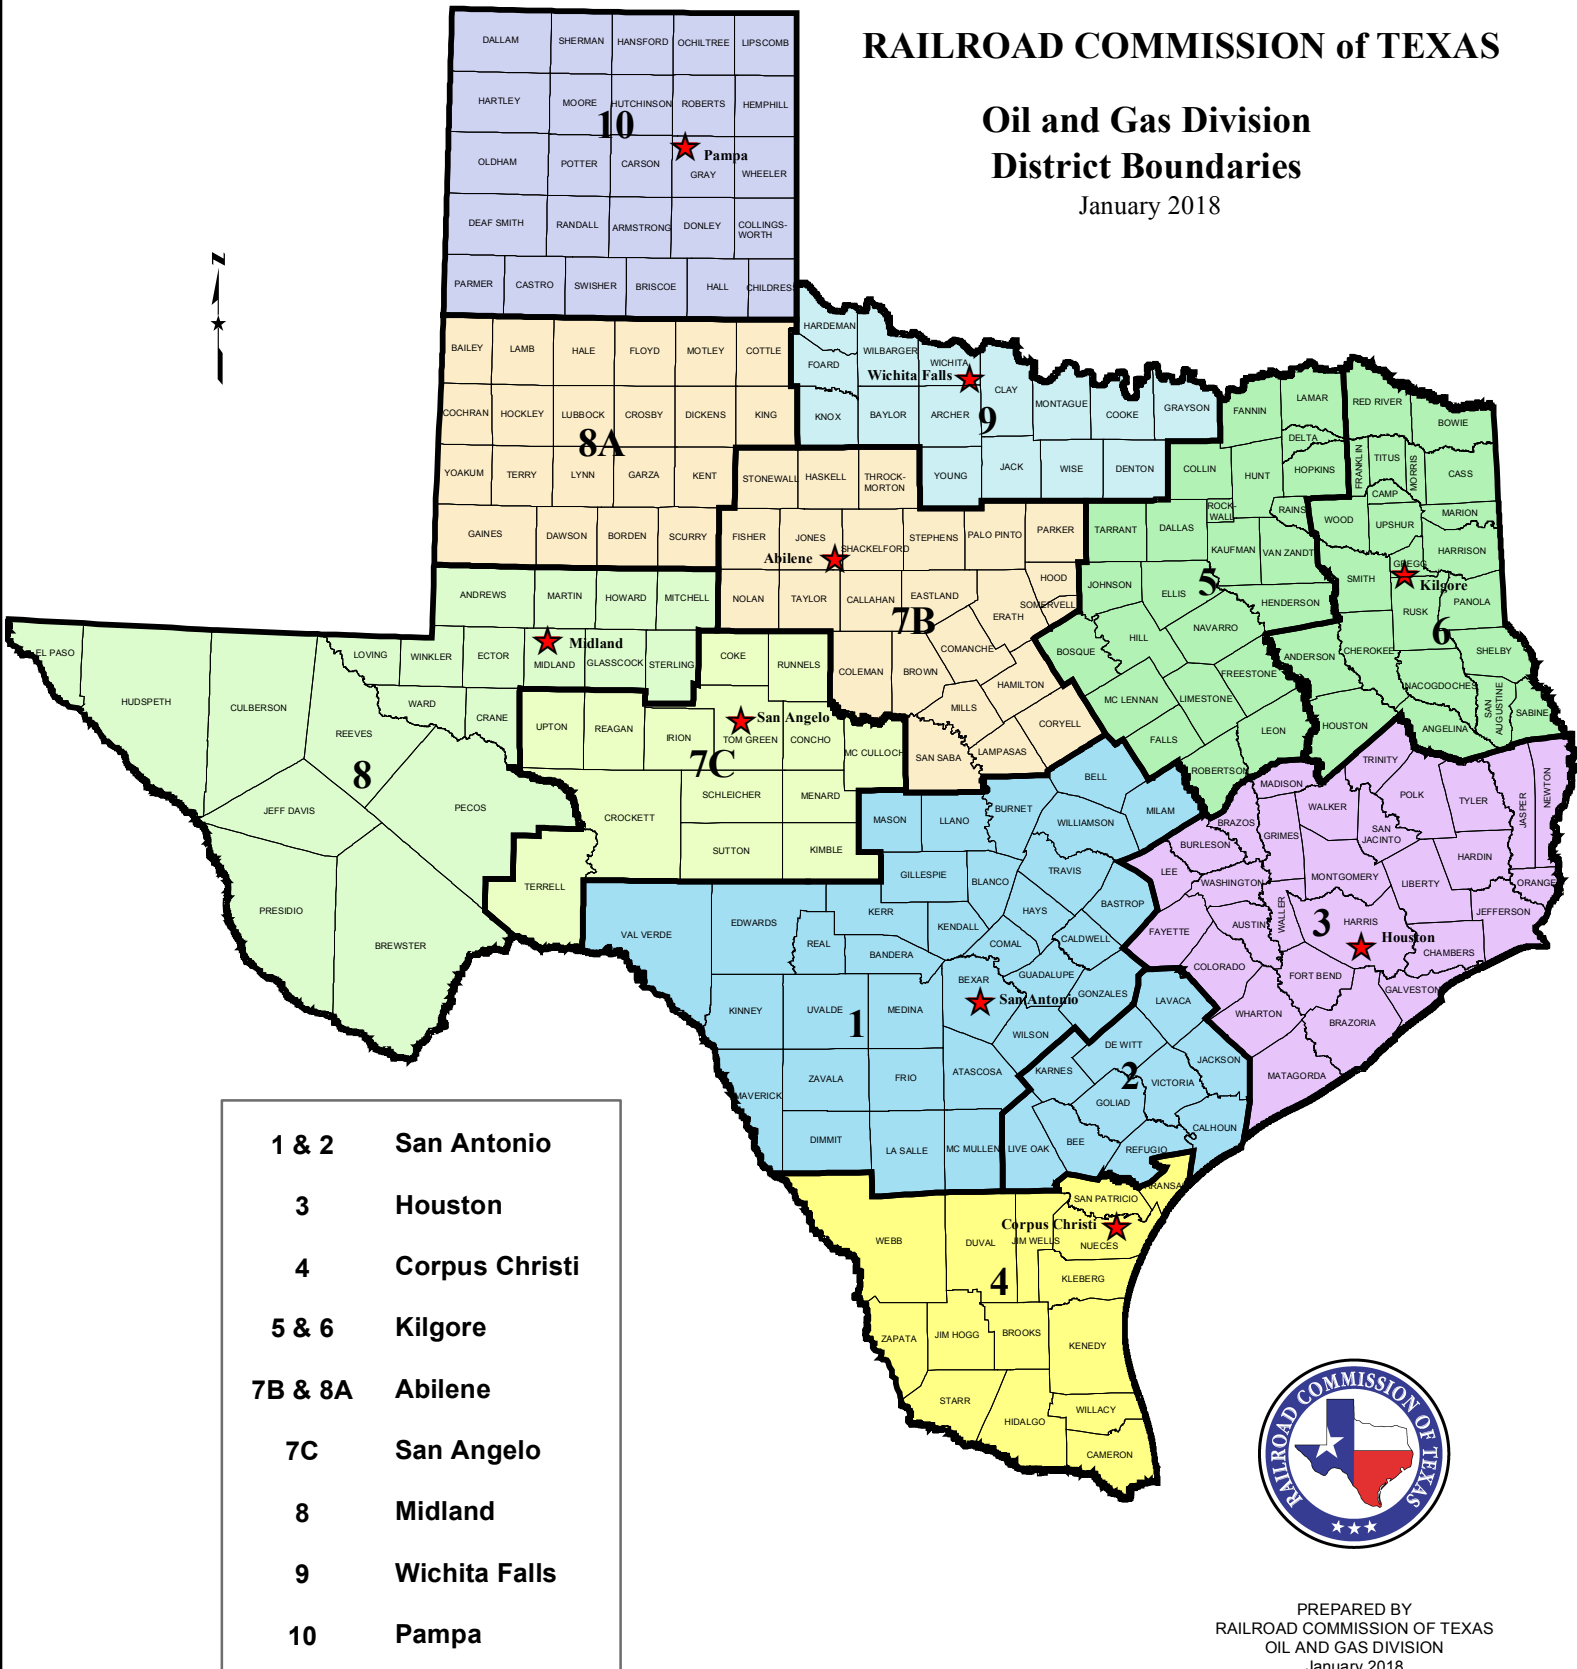 RAILROAD COMMISSION of TEXAS
Oil and Gas Division
District Boundaries
January 2018
N
DALLAM SHERMAN HANSFORD OCHILTREE LIPSCOMB
HARTLEY MOORE HUTCHINSON ROBERTS HEMPHILL
10
Pampa
OLDHAM POTTER CARSON GRAY WHEELER
DEAF SMITH RANDALL ARMSTRONG DONLEY COLLINGS-
WORTH
PARMER CASTRO SWISHER BRISCOE HALL CHILDRES
HARDEMAN
BAILEY LAMB HALE FLOYD MOTLEY COTTLE
FOARD WILBARGER WICHITA
Wichita Falls
CLAY
COCHRAN HOCKLEY LUBBOCK CROSBY DICKENS KING
KNOX BAYLOR ARCHER 9 MONTAGUE COOKE GRAYSON
FANNIN LAMAR RED RIVER BOWIE
8A
DELTA
YOAKUM TERRY LYNN GARZA KENT
STONEWALL HASKELL THROCK-
MORTON
YOUNG JACK WISE DENTON
COLLIN HUNT HOPKINS FRANKLIN TITUS MORRIS CASS
CAMP
ROCK-
WALL
RAINS WOOD UPSHUR MARION
GAINES DAWSON BORDEN SCURRY
FISHER JONES SHACKELFORD STEPHENS PALO PINTO PARKER
TARRANT DALLAS KAUFMAN VAN ZANDT HARRISON
Abilene
GREGG
Kilgore
SMITH
HOOD JOHNSON ELLIS 5
ANDREWS MARTIN HOWARD MITCHELL
NOLAN TAYLOR CALLAHAN EASTLAND
SOMERVELL
ERATH
HENDERSON RUSK PANOLA
7B
HILL NAVARRO
6
Midland
EL PASO HUDSPETH CULBERSON
LOVING WINKLER ECTOR MIDLAND GLASSCOCK STERLING
COKE RUNNELS
COLEMAN BROWN COMANCHE
BOSQUE
FREESTONE ANDERSON CHEROKEE SHELBY
NACOGDOCHES
HAMILTON
MC LENNAN LIMESTONE
SAN
AUGUSTINE
SABINE
WARD CRANE
UPTON REAGAN IRION
San Angelo
TOM GREEN CONCHO
MILLS
CORYELL
FALLS LEON HOUSTON ANGELINA
REEVES
7C
MC CULLOCH
SAN SABA LAMPASAS
ROBERTSON
TRINITY
8
JEFF DAVIS PECOS
SCHLEICHER MENARD
BELL
MADISON
WALKER POLK TYLER JASPER NEWTON
CROCKETT
MASON LLANO BURNET WILLIAMSON MILAM
BRAZOS
GRIMES
SAN
JACINTO
SUTTON KIMBLE
BURLESON
HARDIN
GILLESPIE BLANCO TRAVIS
LEE WASHINGTON MONTGOMERY LIBERTY ORANGE
TERRELL
PRESIDIO BREWSTER
VAL VERDE EDWARDS KERR
REAL
KENDALL HAYS BASTROP
FAYETTE AUSTIN WALLER
3
HARRIS
Houston
JEFFERSON
CHAMBERS
BANDERA COMAL CALDWELL
COLORADO
BEXAR GUADALUPE
San Antonio
GONZALES LAVACA
FORT BEND GALVESTON
KINNEY UVALDE 1 MEDINA
WILSON
WHARTON BRAZORIA
DE WITT
JACKSON
ZAVALA FRIO ATASCOSA KARNES
2
VICTORIA
MATAGORDA
MAVERICK
GOLIAD
CALHOUN
DIMMIT LA SALLE MC MULLEN LIVE OAK BEE REFUGIO
ARANSA
SAN PATRICIO
Corpus Christi
WEBB DUVAL JIM WELLS NUECES
4
KLEBERG
ZAPATA JIM HOGG BROOKS KENEDY
STARR HIDALGO WILLACY
CAMERON
1 & 2 San Antonio
3 Houston
4 Corpus Christi
5 & 6 Kilgore
7B & 8A Abilene
7C San Angelo
8 Midland
9 Wichita Falls
10 Pampa
RAILROAD COMMISSION OF TEXAS
PREPARED BY
RAILROAD COMMISSION OF TEXAS
OIL AND GAS DIVISION
January 2018